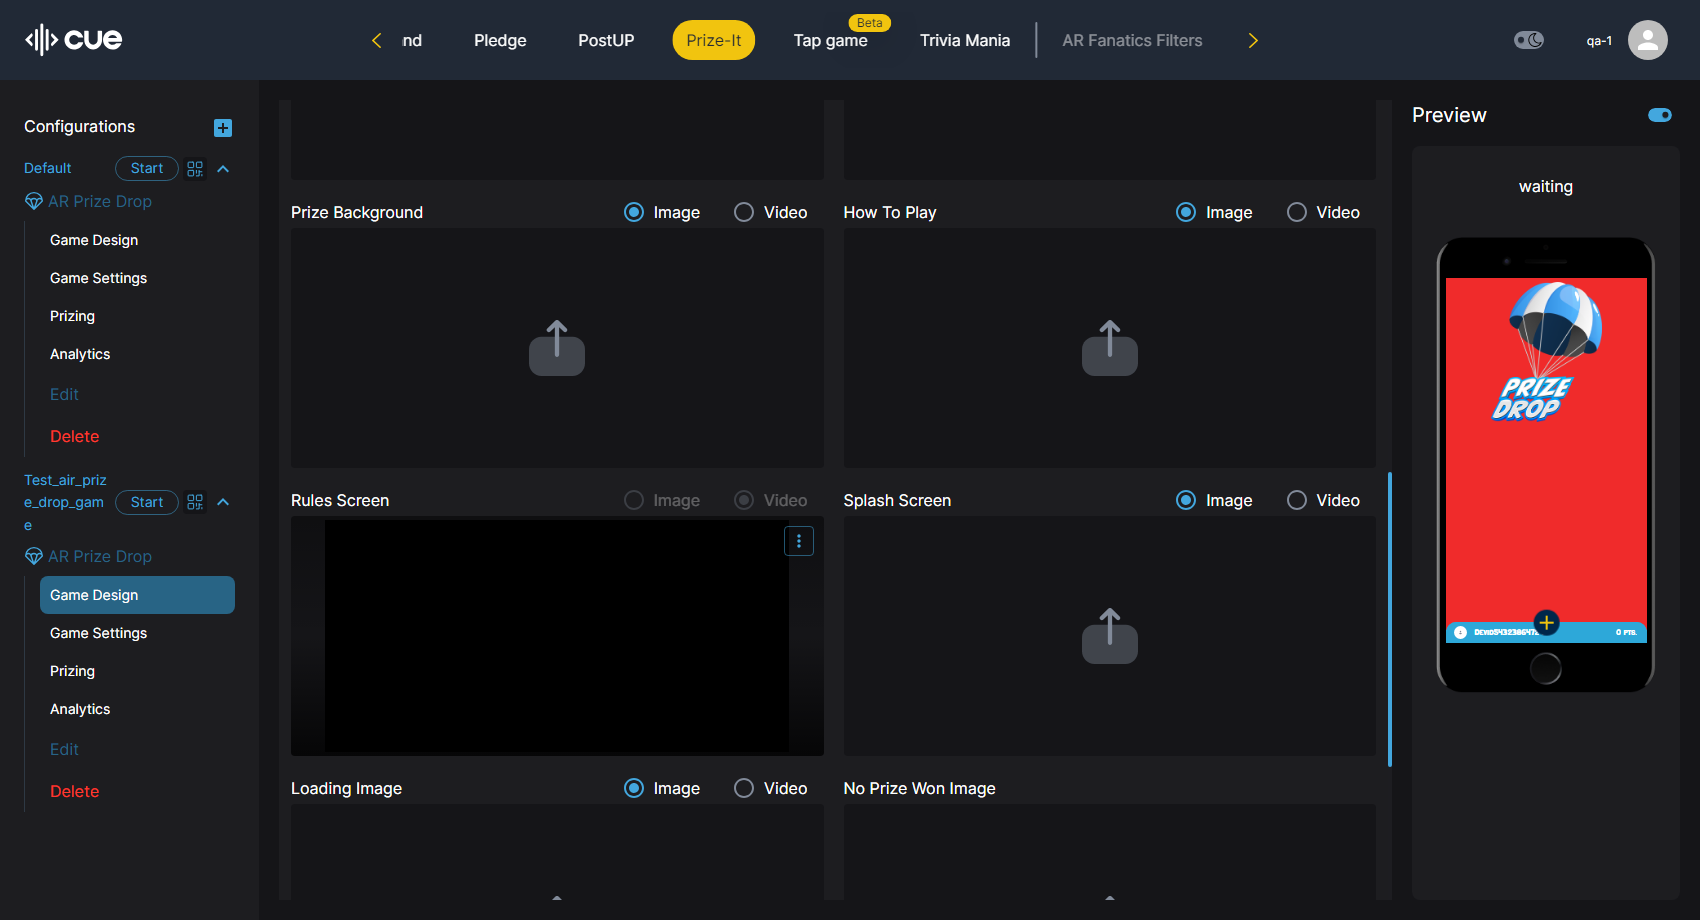 cue
nd
Pledge
PostUP
Prize-It
Beta
Tap game
Trivia Mania
AR Fanatics Filters
qa-1
Configurations
Default
Start
AR Prize Drop
Game Design
Game Settings
Prizing
Analytics
Edit
Delete
Test_air_priz
e_drop_gam
e
Start
AR Prize Drop
Game Design
Game Settings
Prizing
Analytics
Edit
Delete
Prize Background
Image
Video
How To Play
Image
Video
Rules Screen
Image
Video
Splash Screen
Image
Video
Loading Image
Image
Video
No Prize Won Image
Preview
waiting
PRIZE
DROP
0 PTS.